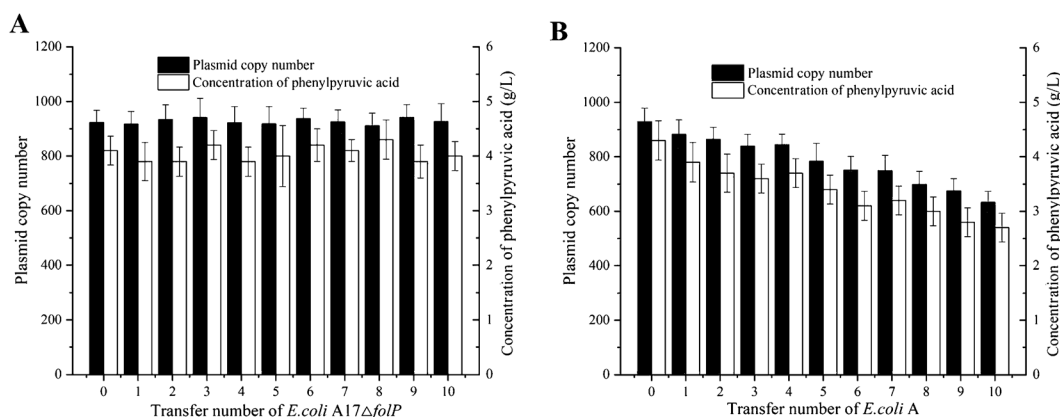 A
Plasmid copy number
Concentration of phenylpyruvic acid
1200
1000
800
600
400
200
0
Plasmid copy number
6
5
4
3
2
1
0
Concentration of phenylpyruvic acid (g/L)
0 1 2 3 4 5 6 7 8 9 10
Transfer number of E.coli A17ΔfolP
B
Plasmid copy number
Concentration of phenylpyruvic acid
1200
1000
800
600
400
200
0
Plasmid copy number
6
5
4
3
2
1
0
Concentration of phenylpyruvic acid (g/L)
0 1 2 3 4 5 6 7 8 9 10
Transfer number of E.coli A